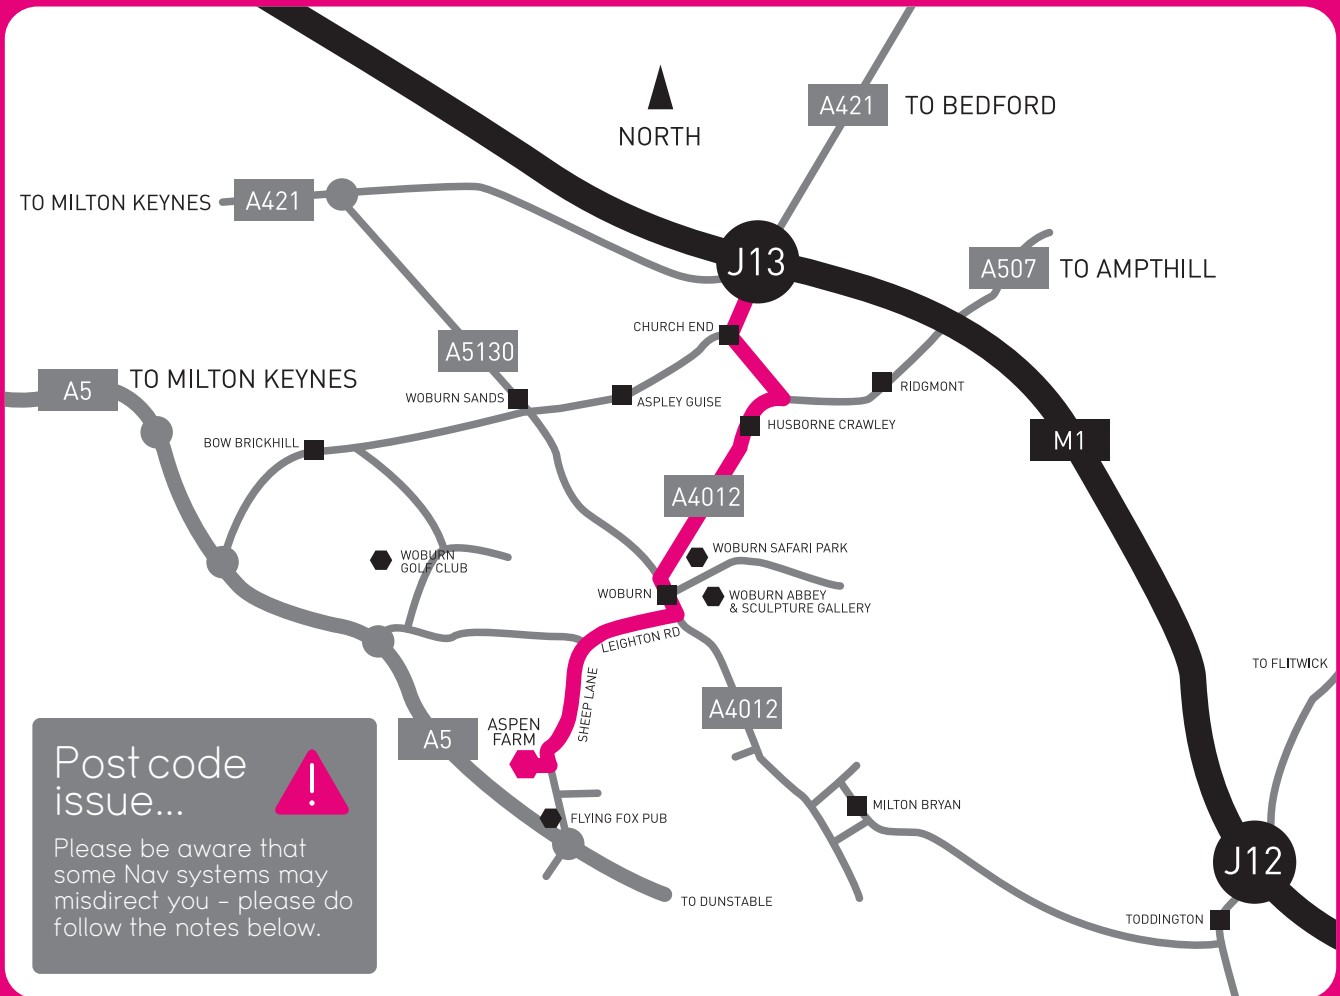 A421
TO BEDFORD
NORTH
TO MILTON KEYNES
A421
J13
A507
TO AMPTHILL
CHURCH END
A5130
A5
TO MILTON KEYNES
RIDGMONT
WOBURN SANDS
ASPLEY GUISE
HUSBORNE CRAWLEY
BOW BRICKHILL
M1
A4012
WOBURN SAFARI PARK
WOBURN
GOLF CLUB
WOBURN
WOBURN ABBEY
& SCULPTURE GALLERY
LEIGHTON RD
TO FLITWICK
SHEEP LANE
A4012
ASPEN
FARM
A5
Post code
issue...
!
Please be aware that
some Nav systems may
misdirect you – please do
follow the notes below.
MILTON BRYAN
FLYING FOX PUB
J12
TO DUNSTABLE
TODDINGTON